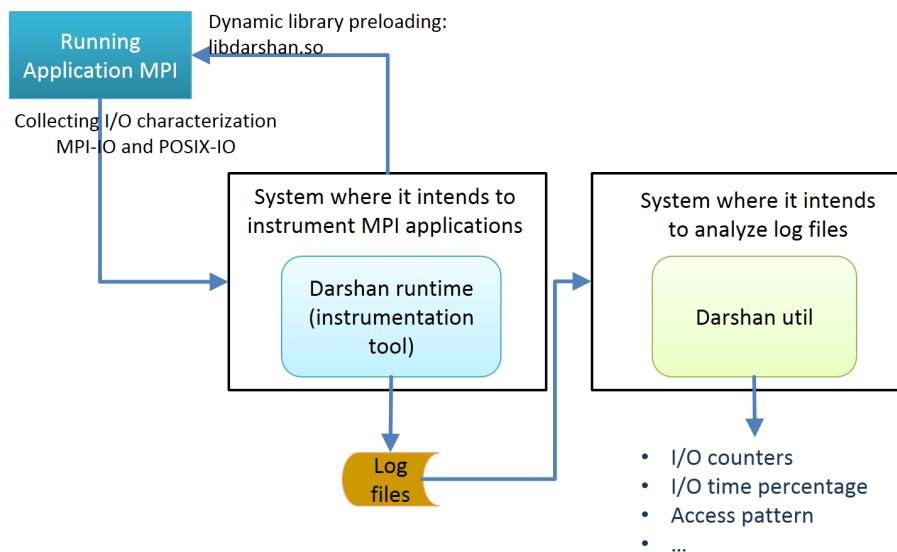 Dynamic library preloading:
libdarshan.so
Running
Application MPI
Collecting I/O characterization
MPI-IO and POSIX-IO
System where it intends to
instrument MPI applications
Darshan runtime
(instrumentation
tool)
Log
files
System where it intends
to analyze log files
Darshan util
• I/O counters
• I/O time percentage
• Access pattern
• ...